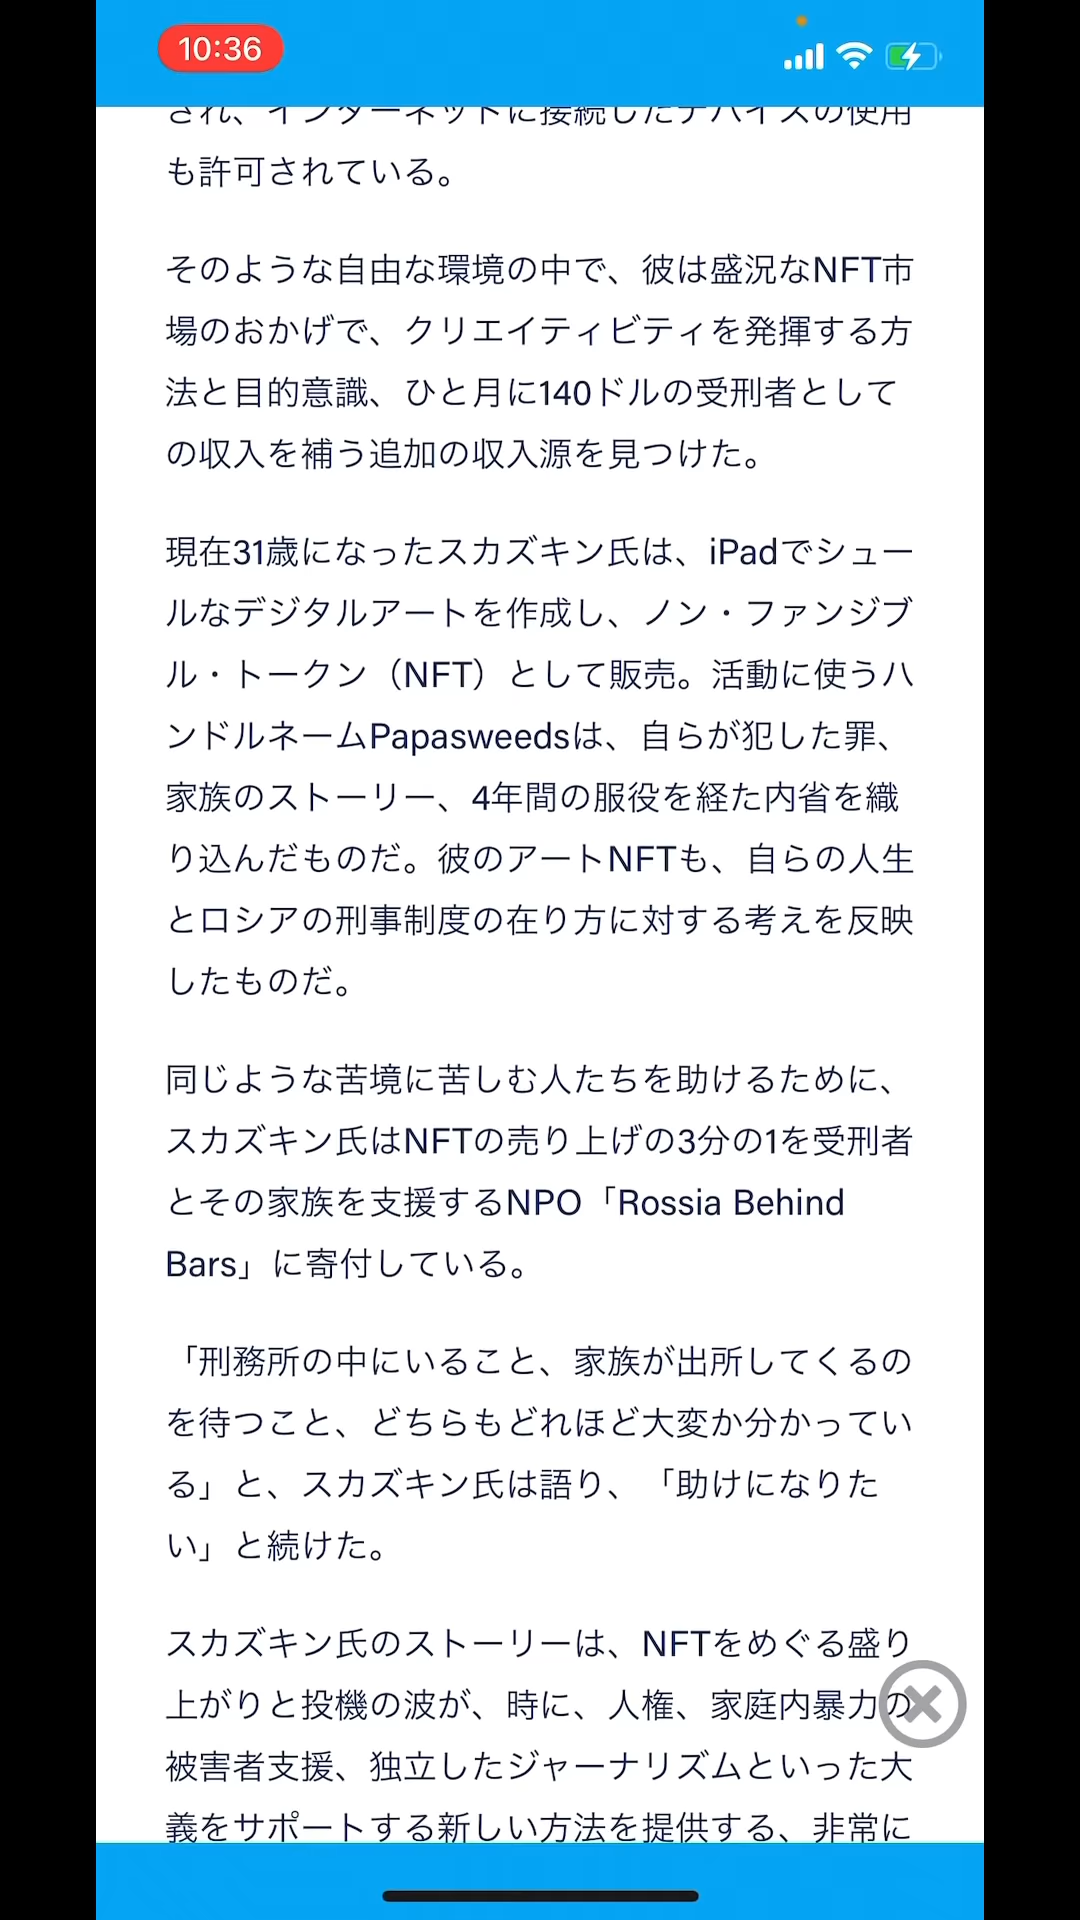 10:36
され、インターネットに接続したデバイスの使用
も許可されている。
そのような自由な環境の中で、彼は盛況なNFT市
場のおかげで、クリエイティビティを発揮する方
法と目的意識、ひと月に140ドルの受刑者として
の収入を補う追加の収入源を見つけた。
現在31歳になったスカズキン氏は、iPadでシュー
ルなデジタルアートを作成し、ノン・ファンジブ
ル・トークン（NFT）として販売。活動に使うハ
ンドルネームPapasweedsは、自らが犯した罪、
家族のストーリー、4年間の服役を経た内省を織
り込んだものだ。彼のアートNFTも、自らの人生
とロシアの刑事制度の在り方に対する考えを反映
したものだ。
同じような苦境に苦しむ人たちを助けるために、
スカズキン氏はNFTの売り上げの3分の1を受刑者
とその家族を支援するNPO「Rossia Behind
Bars」に寄付している。
「刑務所の中にいること、家族が出所してくるの
を待つこと、どちらもどれほど大変か分かってい
る」と、スカズキン氏は語り、「助けになりた
い」と続けた。
スカズキン氏のストーリーは、NFTをめぐる盛り
上がりと投機の波が、時に、人権、家庭内暴力の
被害者支援、独立したジャーナリズムといった大
義をサポートする新しい方法を提供する、非常に